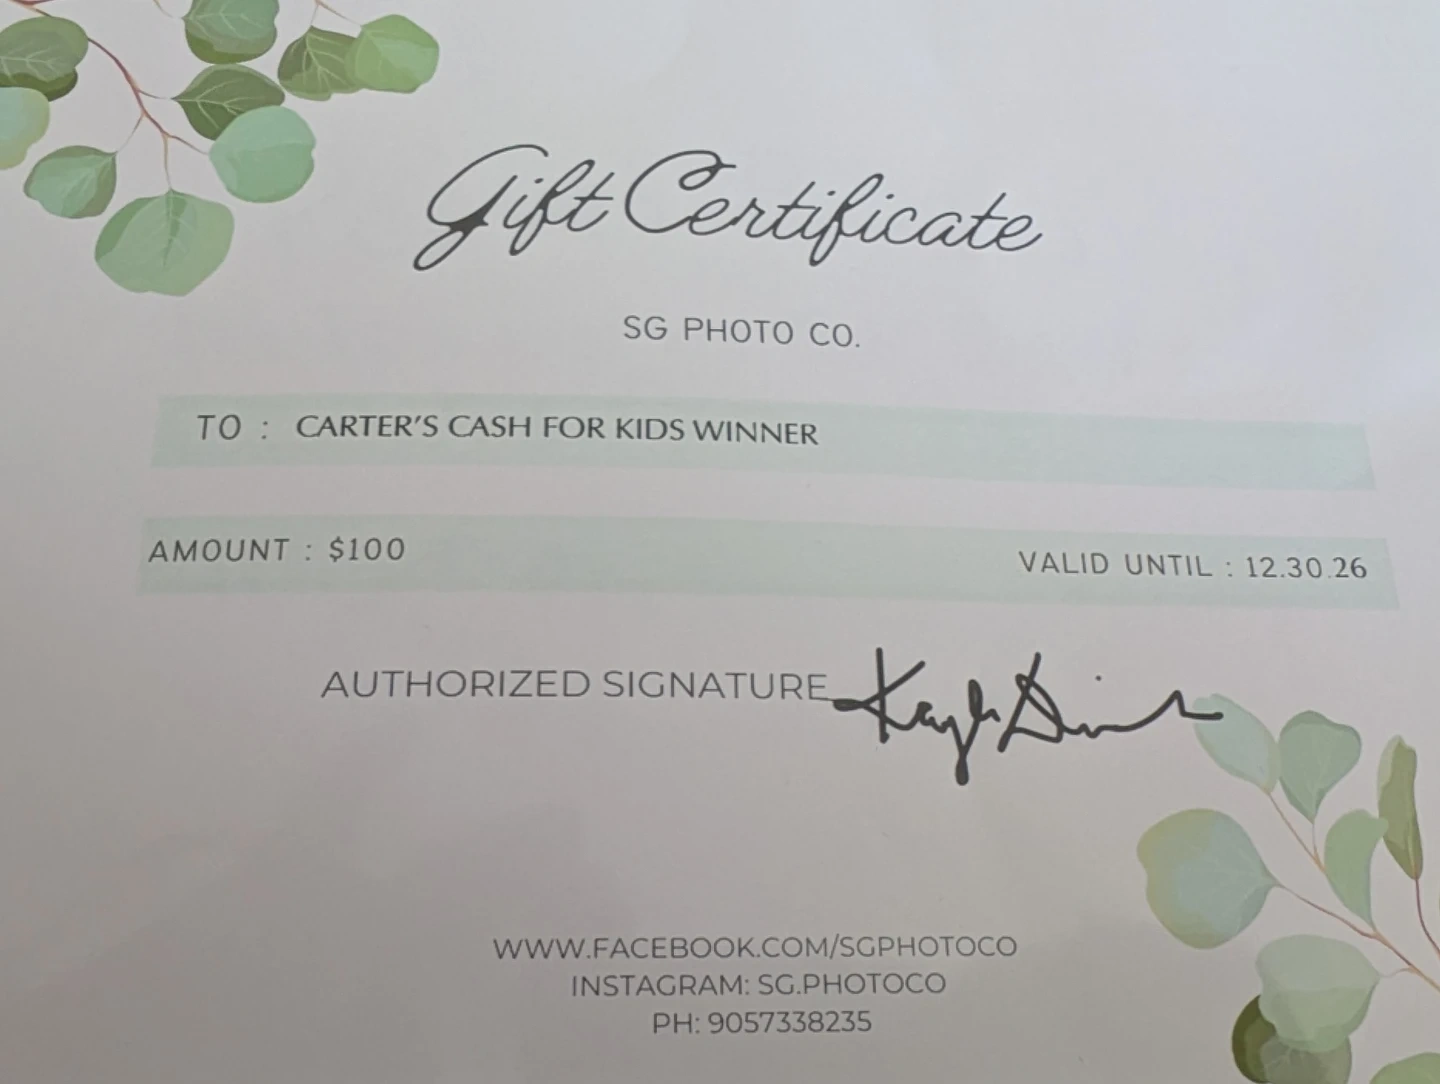 Gift Certificate
SG PHOTO CO.
TO : CARTER'S CASH FOR KIDS WINNER
AMOUNT : $100
VALID UNTIL : 12.30.26
AUTHORIZED SIGNATURE
WWW.FACEBOOK.COM/SGPHOTOCO
INSTAGRAM: SG.PHOTOCO
PH: 9057338235